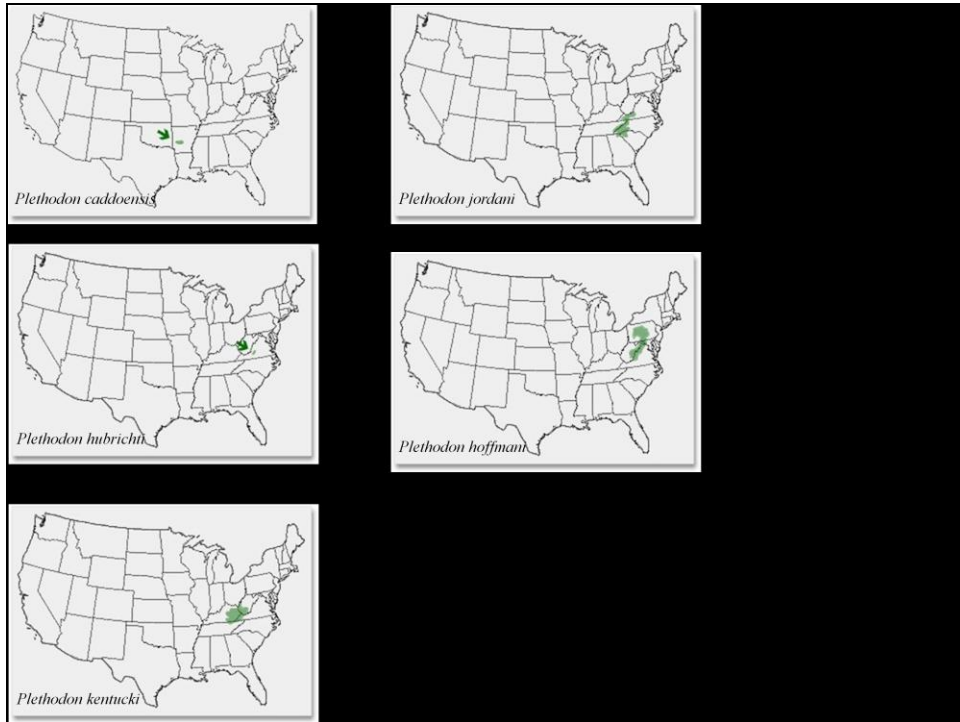 Plethodon caddoensis
Plethodon jordani
Plethodon hubrichti
Plethodon hoffmani
Plethodon kentucki